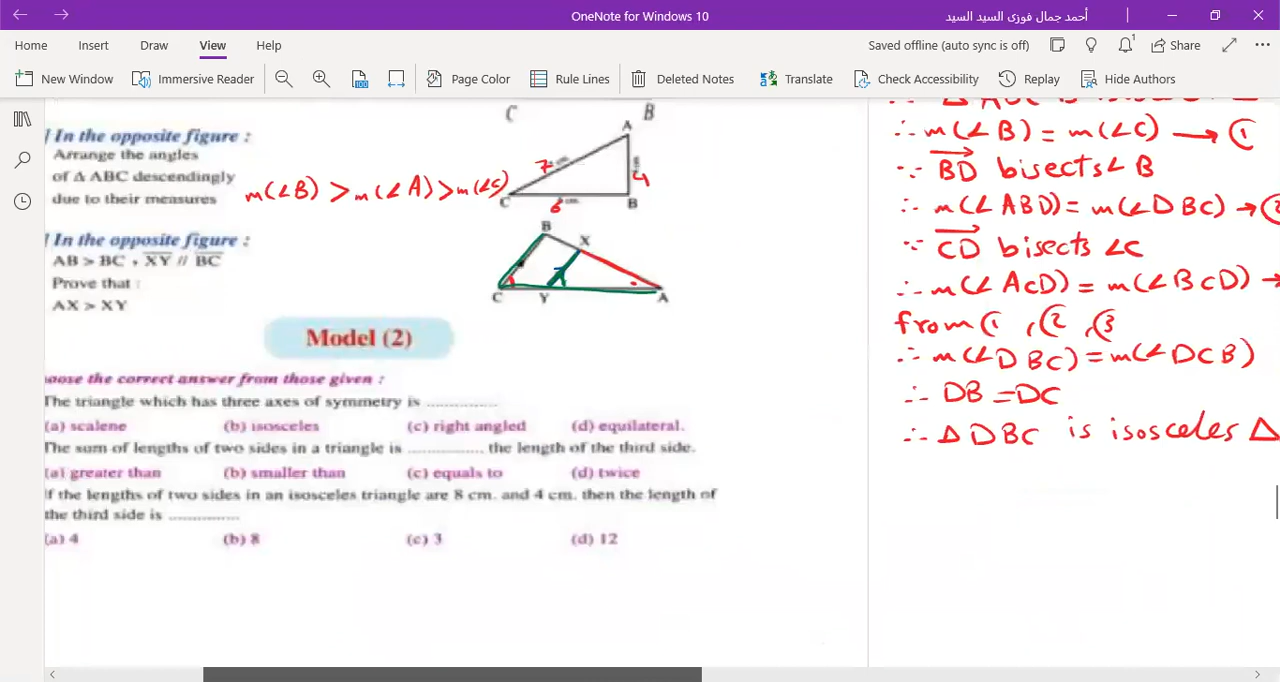 OneNote for Windows 10
أحمد جمال فوزى السيد السيد
Home Insert Draw View Help
Saved offline (auto sync is off) Share
New Window Immersive Reader Page Color Rule Lines Deleted Notes Translate Check Accessibility Replay Hide Authors
C B
In the opposite figure :
Arrange the angles
of Δ ABC descendingly
due to their measures
m(∠B) > m(∠A) > m(∠C)
A
7 cm
4
C 6 cm B
In the opposite figure :
AB > BC , XY // BC
Prove that :
AX > XY
B X
C Y A
Model (2)
oose the correct answer from those given :
The triangle which has three axes of symmetry is ............
(a) scalene (b) isosceles (c) right angled (d) equilateral.
The sum of lengths of two sides in a triangle is ............ the length of the third side.
(a) greater than (b) smaller than (c) equals to (d) twice
If the lengths of two sides in an isosceles triangle are 8 cm. and 4 cm. then the length of
the third side is ............
(a) 4 (b) 8 (c) 3 (d) 12
∴ m(∠B) = m(∠C) → 1
∵ BD bisects ∠B
∴ m(∠ABD) = m(∠DBC) → 2
∵ CD bisects ∠C
∴ m(∠ACD) = m(∠BCD) →
from (1 , (2 , (3
∴ m(∠DBC) = m(∠DCB)
∴ DB = DC
∴ Δ DBC is isosceles Δ